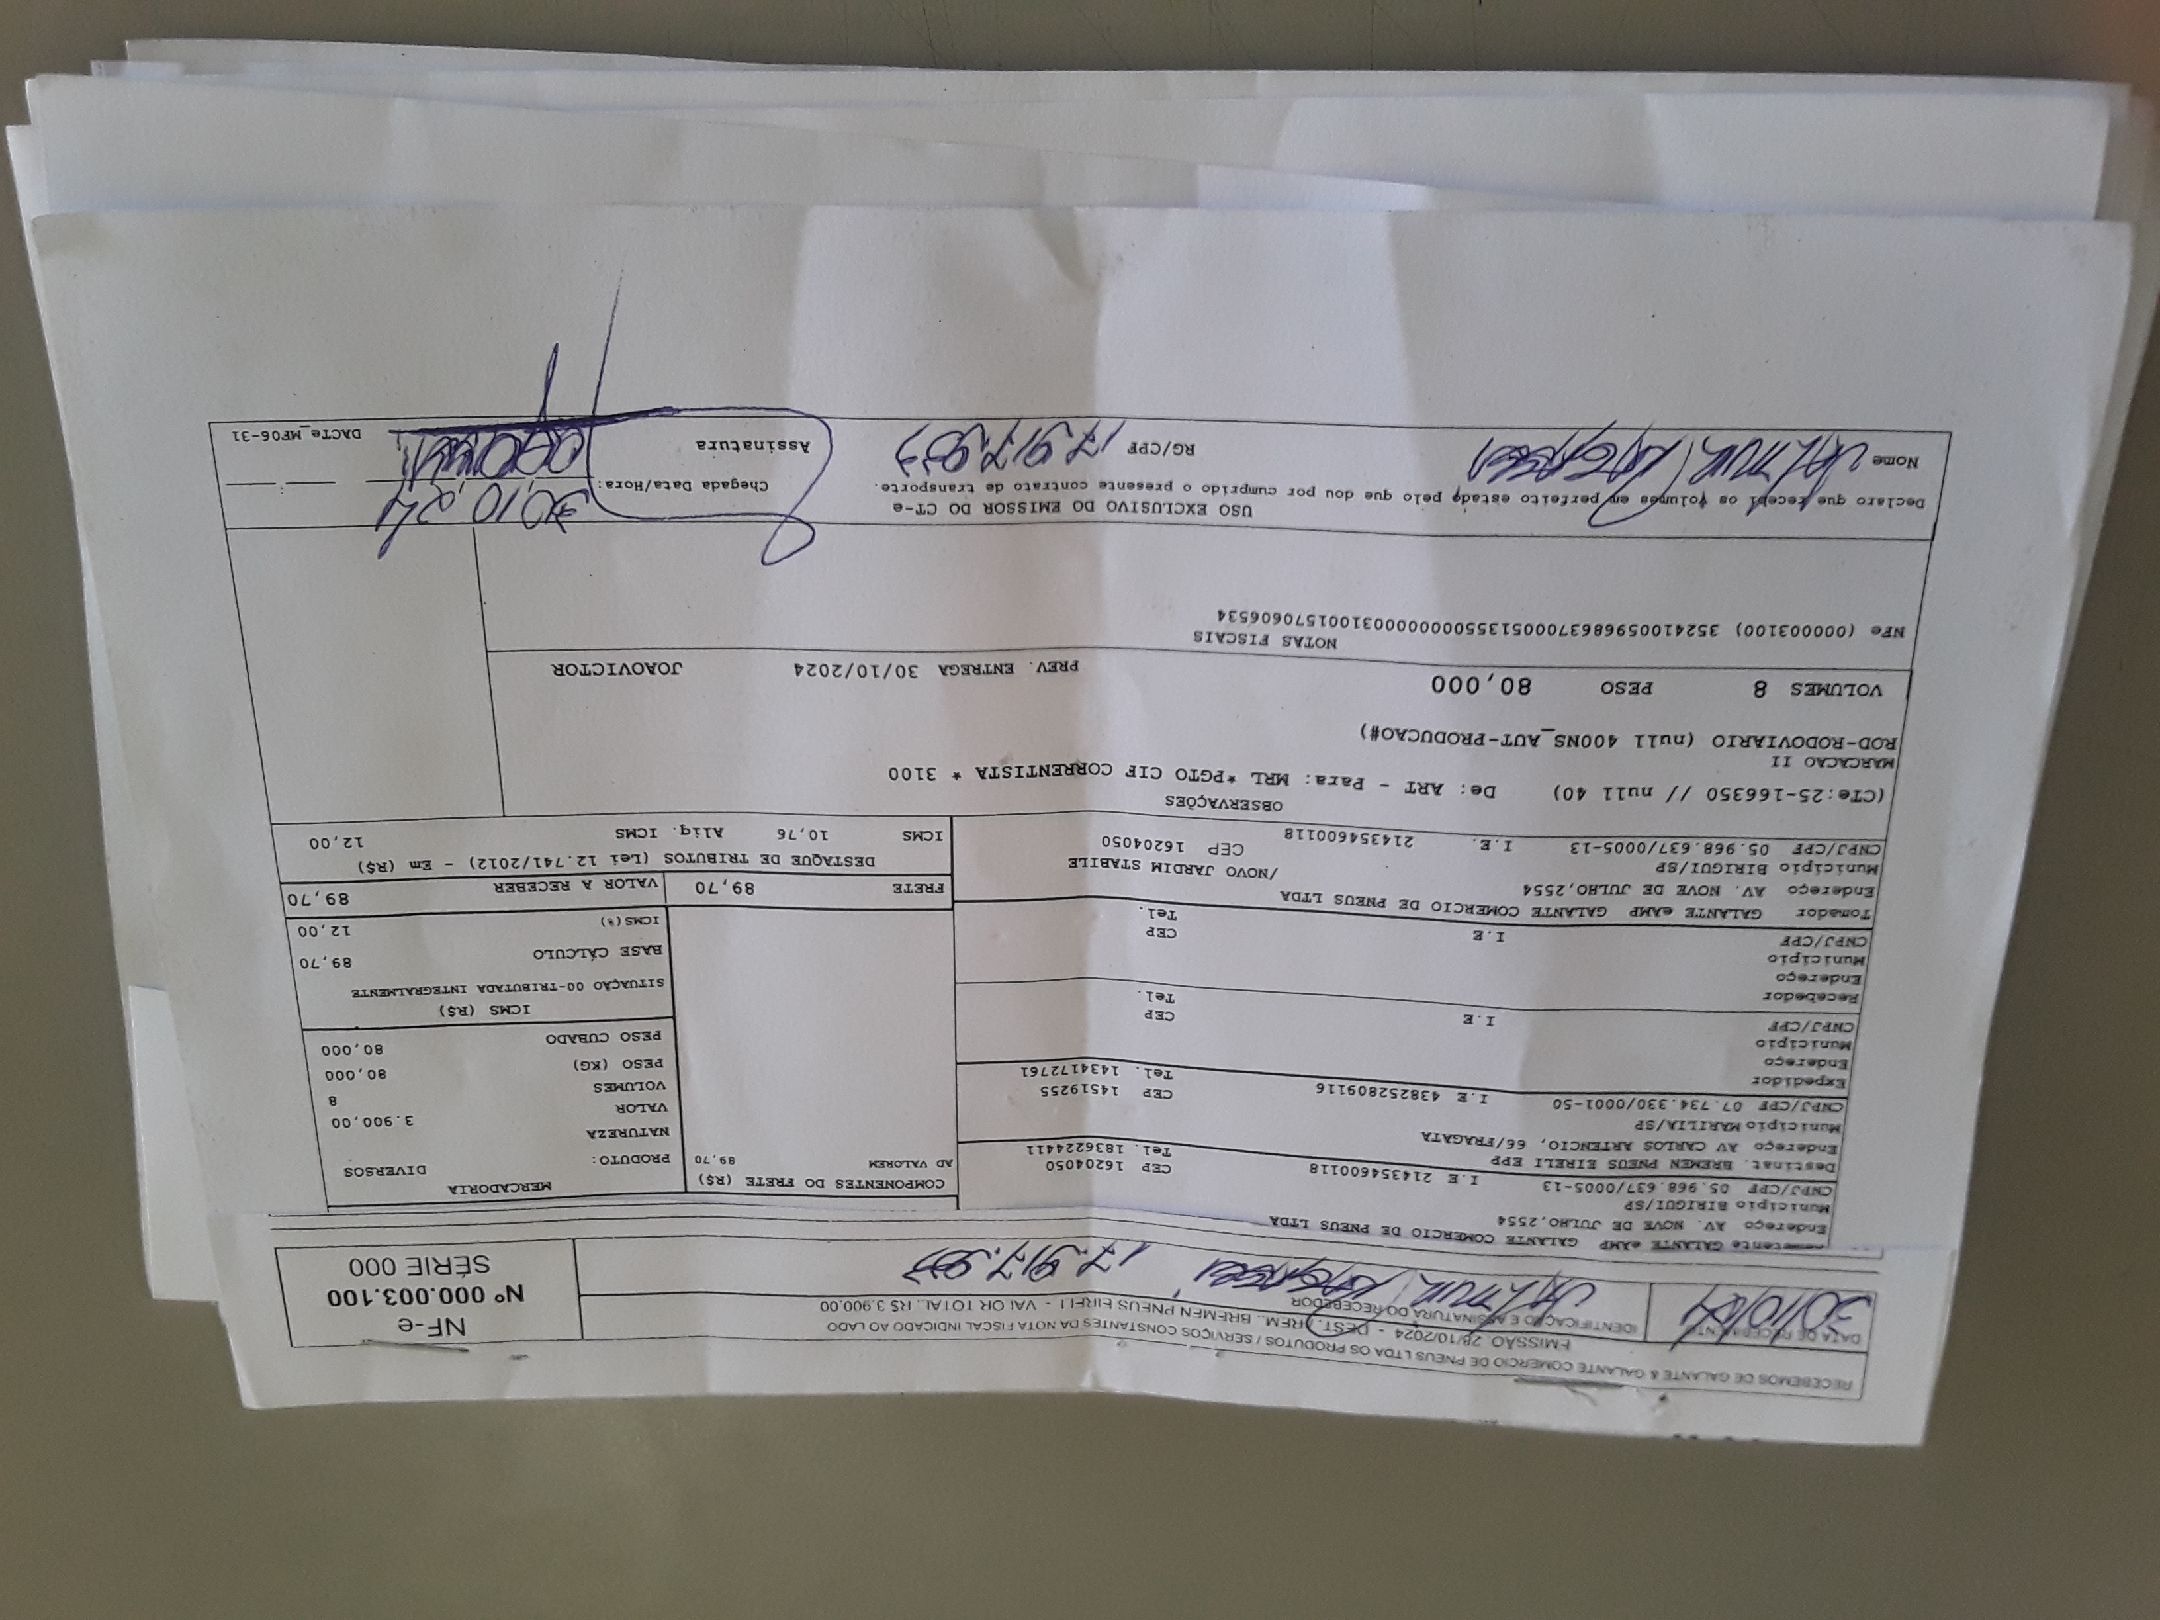 RECEBEMOS DE GALANTE & GALANTE COMERCIO DE PNEUS LTDA OS PRODUTOS / SERVIÇOS CONSTANTES DA NOTA FISCAL INDICADO AO LADO
EMISSÃO 28/10/2024 - DEST. / REM. BREMEN PNEUS EIRELI - VALOR TOTAL: R$ 3.900,00
NF-e
Nº 000.003.100
SÉRIE 000
DATA DE RECEBIMENTO
30/10/24
IDENTIFICAÇÃO E ASSINATURA DO RECEBEDOR
17.917.933
GALANTE &AMP GALANTE COMERCIO DE PNEUS LTDA
Endereço AV. NOVE DE JULHO,2554
Município BIRIGUI/SP CEP 16204050
CNPJ/CPF 05.968.637/0005-13 I.E 214354600118 Tel. 1836224411
Destinat. BREMEN PNEUS EIRELI EPP
Endereço AV CARLOS ARTENCIO, 66/FRAGATA
Município MARILIA/SP CEP 14519255
CNPJ/CPF 07.734.330/0001-50 I.E 438252809116 Tel. 1434172761
Expedidor
Endereço
Município CEP
CNPJ/CPF I.E Tel.
Recebedor
Endereço
Município CEP
CNPJ/CPF I.E Tel.
Tomador GALANTE &AMP GALANTE COMERCIO DE PNEUS LTDA
Endereço AV. NOVE DE JULHO,2554 /NOVO JARDIM STABILE
Município BIRIGUI/SP CEP 16204050
CNPJ/CPF 05.968.637/0005-13 I.E. 214354600118
COMPONENTES DO FRETE (R$)
AD VALOREM 89,70
MERCADORIA
PRODUTO: DIVERSOS
NATUREZA
VALOR 3.900,00
VOLUMES 8
PESO (KG) 80,000
PESO CUBADO 80,000
ICMS (R$)
SITUAÇÃO 00-TRIBUTADA INTEGRALMENTE
BASE CÁLCULO 89,70
ICMS(%) 12,00
FRETE 89,70 VALOR A RECEBER 89,70
DESTAQUE DE TRIBUTOS (Lei 12.741/2012) - Em (R$)
ICMS 10,76 Aliq. ICMS 12,00
OBSERVAÇÕES
(CTe:25-166350 // null 40) De: ART - Para: MRL *PGTO CIF CORRENTISTA * 3100
MARCACAO II
ROD-RODOVIARIO (null 400NS_AUT-PRODUCAO#)
VOLUMES 8 PESO 80,000 PREV. ENTREGA 30/10/2024 JOAOVICTOR
NOTAS FISCAIS
NFe (000003100) 35241005968637000513550000000031001570606534
USO EXCLUSIVO DO EMISSOR DO CT-e
Declaro que recebi os volumes em perfeito estado pelo que dou por cumprido o presente contrato de transporte.
Chegada Data/Hora: 30,10,24
Nome RG/CPF 17.917.933 Assinatura
DACTe_MF06-31